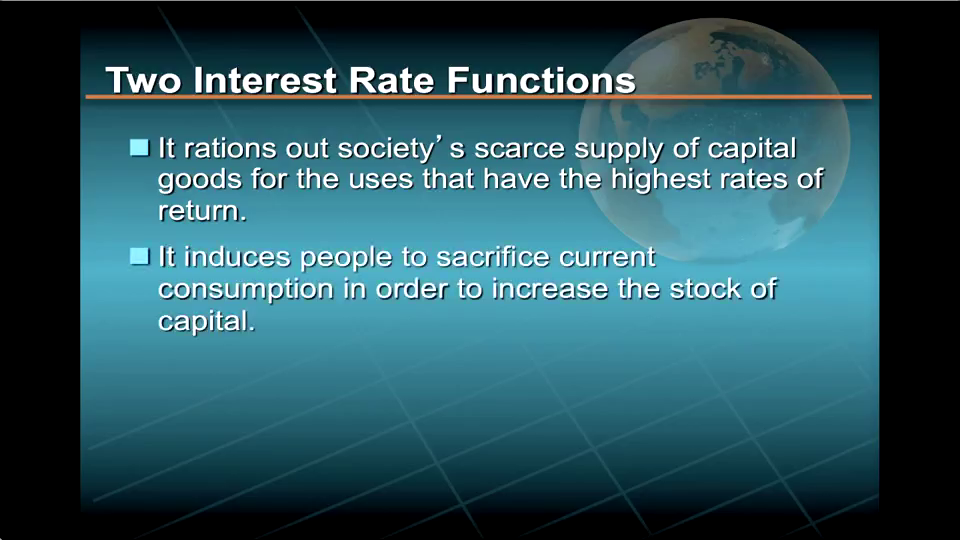 Two Interest Rate Functions
It rations out society’s scarce supply of capital
goods for the uses that have the highest rates of
return.
It induces people to sacrifice current
consumption in order to increase the stock of
capital.